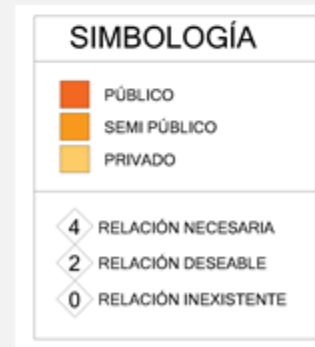 SIMBOLOGÍA
PÚBLICO
SEMI PÚBLICO
PRIVADO
4 RELACIÓN NECESARIA
2 RELACIÓN DESEABLE
0 RELACIÓN INEXISTENTE